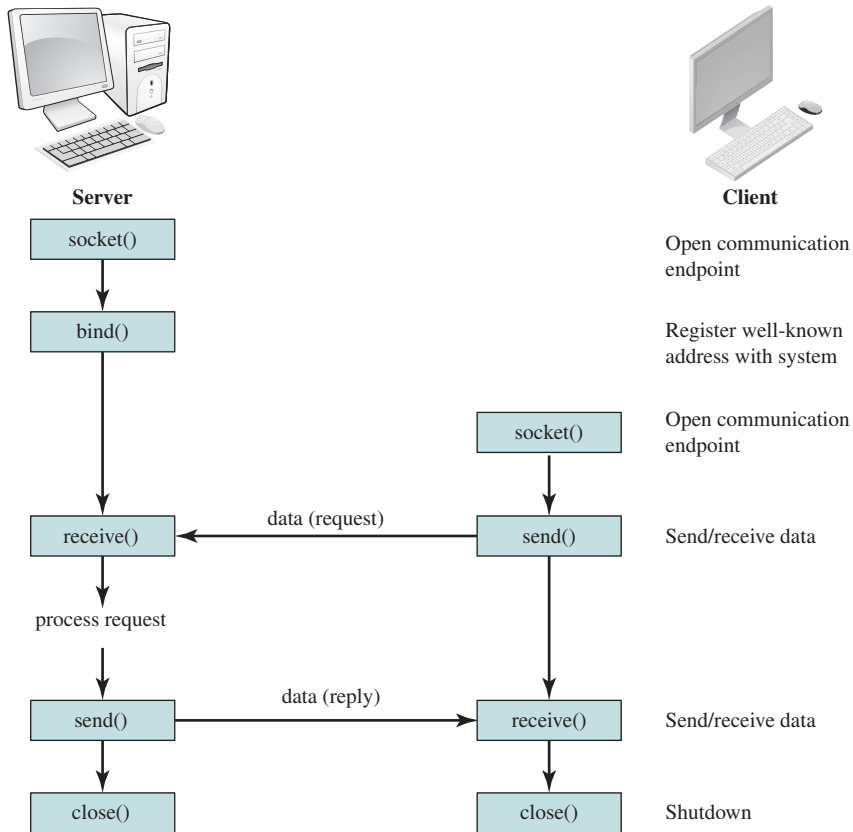 Server
Client
socket()
Open communication
endpoint
bind()
Register well-known
address with system
socket()
Open communication
endpoint
data (request)
receive()
send()
Send/receive data
process request
data (reply)
send()
receive()
Send/receive data
close()
close()
Shutdown